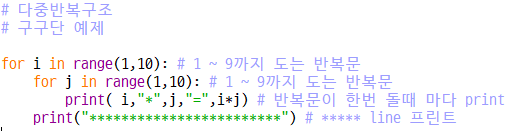 # 다중반복구조
# 구구단 예제

for i in range(1,10): # 1 ~ 9까지 도는 반복문
    for j in range(1,10): # 1 ~ 9까지 도는 반복문
        print( i,"*",j,"=",i*j) # 반복문이 한번 돌때 마다 print
    print("************************") # ***** line 프린트